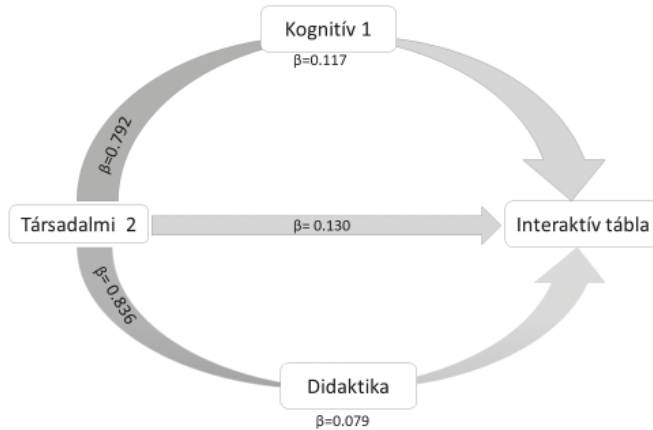 Kognitív 1
β=0.117
β=0.792
Társadalmi 2
β= 0.130
Interaktív tábla
β= 0.836
Didaktika
β=0.079